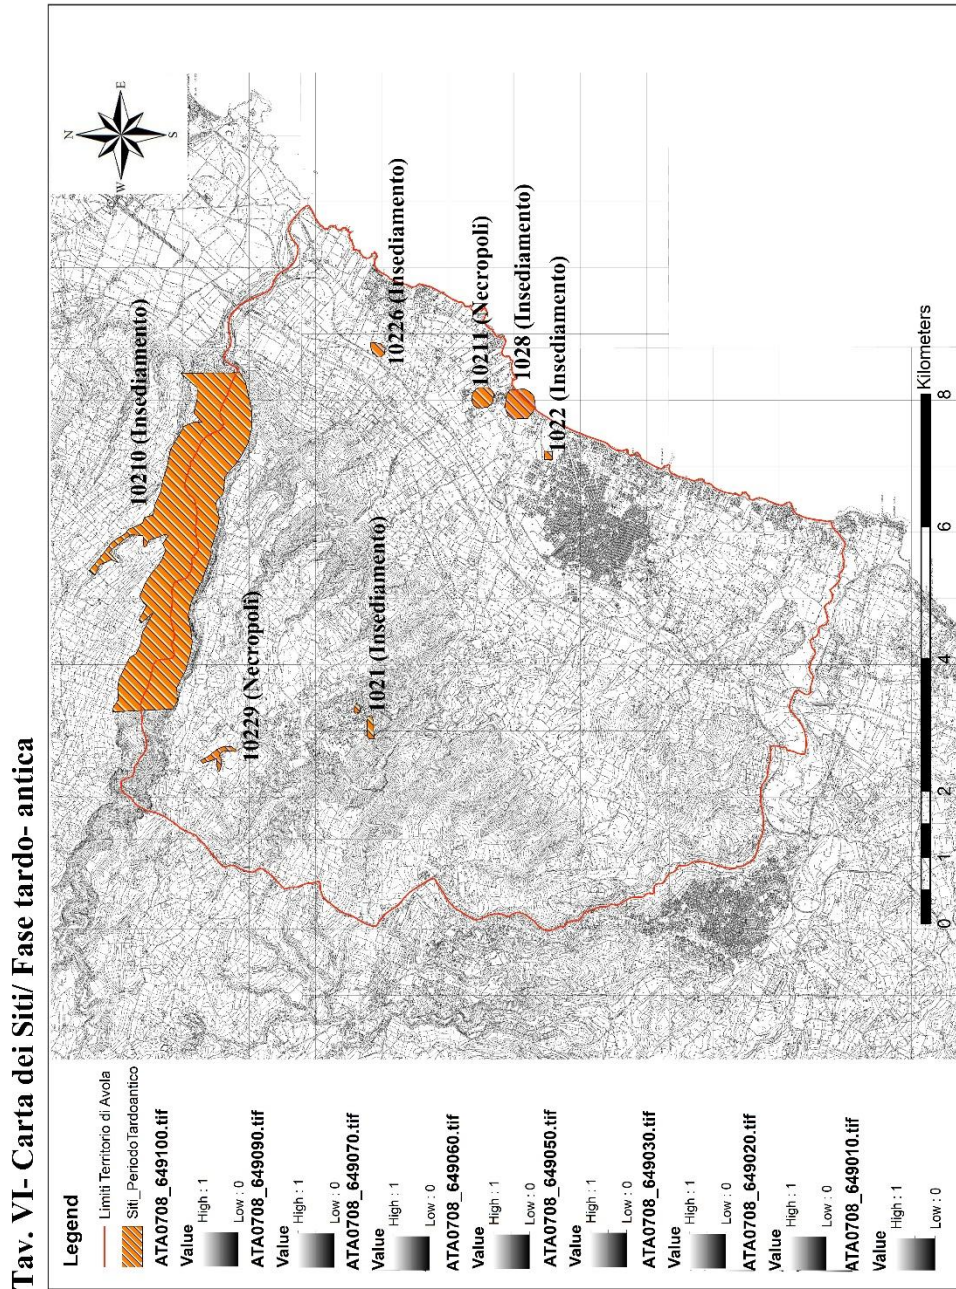 Tav. VI- Carta dei Siti/ Fase tardo- antica
N
E
S
W
10210 (Insediamento)
10226 (Insediamento)
10211 (Necropoli)
1028 (Insediamento)
1022 (Insediamento)
10229 (Necropoli)
1021 (Insediamento)
Legend
Limiti Territorio di Avola
Siti_PeriodoTardoantico
ATA0708_649100.tif
Value
High : 1
Low : 0
ATA0708_649090.tif
Value
High : 1
Low : 0
ATA0708_649070.tif
Value
High : 1
Low : 0
ATA0708_649060.tif
Value
High : 1
Low : 0
ATA0708_649050.tif
Value
High : 1
Low : 0
ATA0708_649030.tif
Value
High : 1
Low : 0
ATA0708_649020.tif
Value
High : 1
Low : 0
ATA0708_649010.tif
Value
High : 1
Low : 0
0 1 2 4 6 8
Kilometers